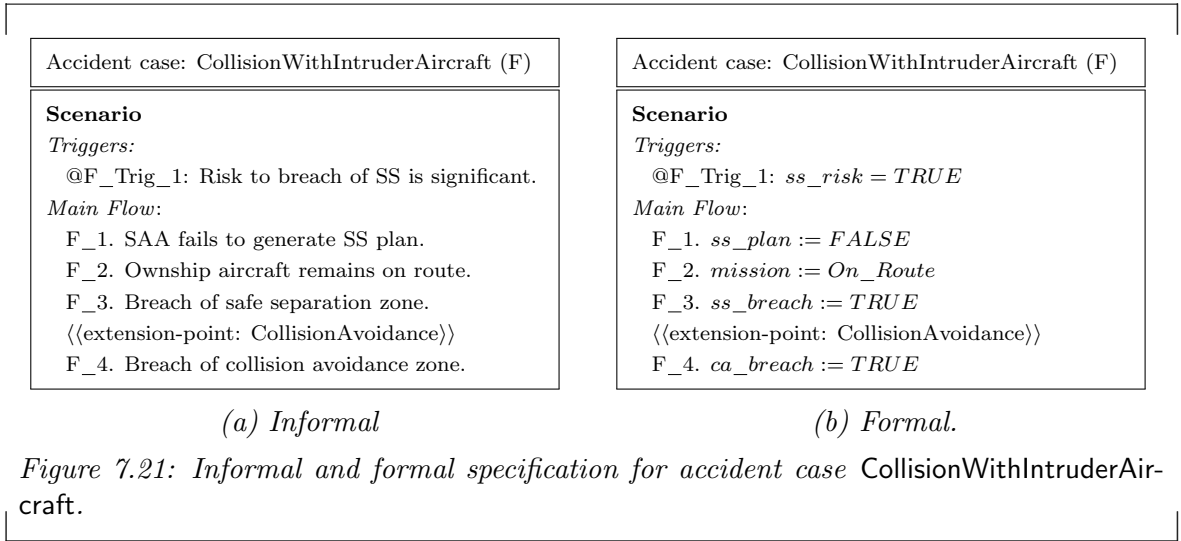 Accident case: CollisionWithIntruderAircraft (F)
Scenario
Triggers:
@F_Trig_1: Risk to breach of SS is significant.
Main Flow:
F_1. SAA fails to generate SS plan.
F_2. Ownship aircraft remains on route.
F_3. Breach of safe separation zone.
⟨⟨extension-point: CollisionAvoidance⟩⟩
F_4. Breach of collision avoidance zone.
(a) Informal
Accident case: CollisionWithIntruderAircraft (F)
Scenario
Triggers:
@F_Trig_1: ss_risk = TRUE
Main Flow:
F_1. ss_plan := FALSE
F_2. mission := On_Route
F_3. ss_breach := TRUE
⟨⟨extension-point: CollisionAvoidance⟩⟩
F_4. ca_breach := TRUE
(b) Formal.
Figure 7.21: Informal and formal specification for accident case CollisionWithIntruderAir-
craft.